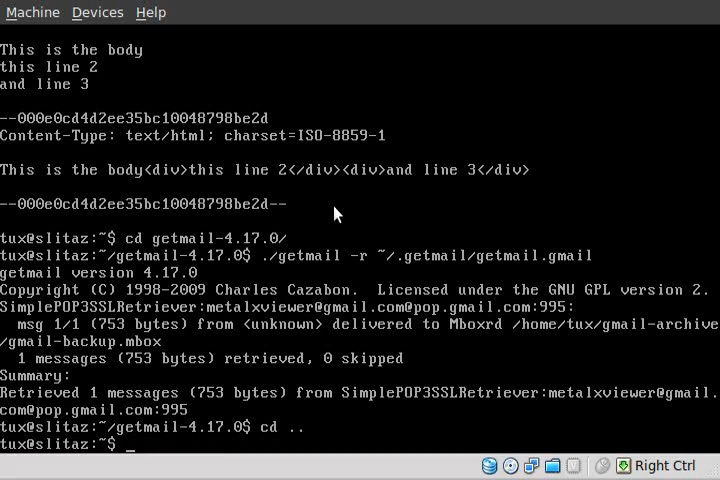 Machine Devices Help
This is the body
this line 2
and line 3
--000e0cd4d2ee35bc10048798be2d
Content-Type: text/html; charset=ISO-8859-1
This is the body<div>this line 2</div><div>and line 3</div>
--000e0cd4d2ee35bc10048798be2d--
tux@slitaz:~$ cd getmail-4.17.0/
tux@slitaz:~/getmail-4.17.0$ ./getmail -r ~/.getmail/getmail.gmail
getmail version 4.17.0
Copyright (C) 1998-2009 Charles Cazabon.  Licensed under the GNU GPL version 2.
SimplePOP3SSLRetriever:metalxviewer@gmail.com@pop.gmail.com:995:
  msg 1/1 (753 bytes) from <unknown> delivered to Mboxrd /home/tux/gmail-archive
/gmail-backup.mbox
  1 messages (753 bytes) retrieved, 0 skipped
Summary:
Retrieved 1 messages (753 bytes) from SimplePOP3SSLRetriever:metalxviewer@gmail.
com@pop.gmail.com:995
tux@slitaz:~/getmail-4.17.0$ cd ..
tux@slitaz:~$ _
Right Ctrl